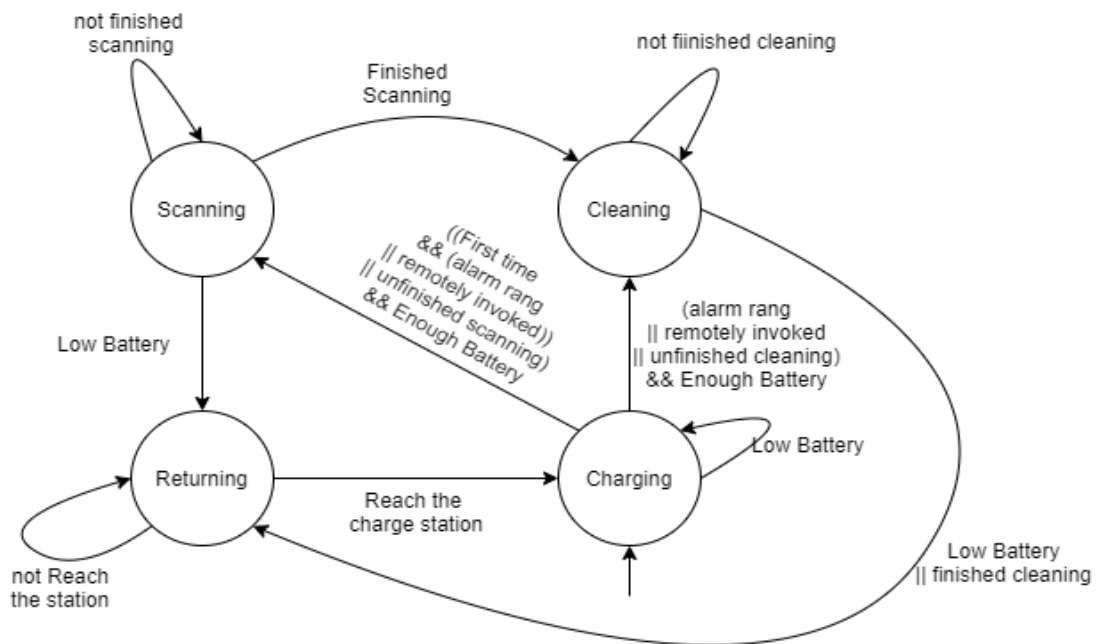 not finished
scanning
not fiinished cleaning
Finished
Scanning
Scanning
Cleaning
((First time
&& (alarm rang
|| remotely invoked))
|| unfinished scanning)
&& Enough Battery
(alarm rang
|| remotely invoked
|| unfinished cleaning)
&& Enough Battery
Low Battery
Low Battery
Returning
Charging
Reach the
charge station
not Reach
the station
Low Battery
|| finished cleaning